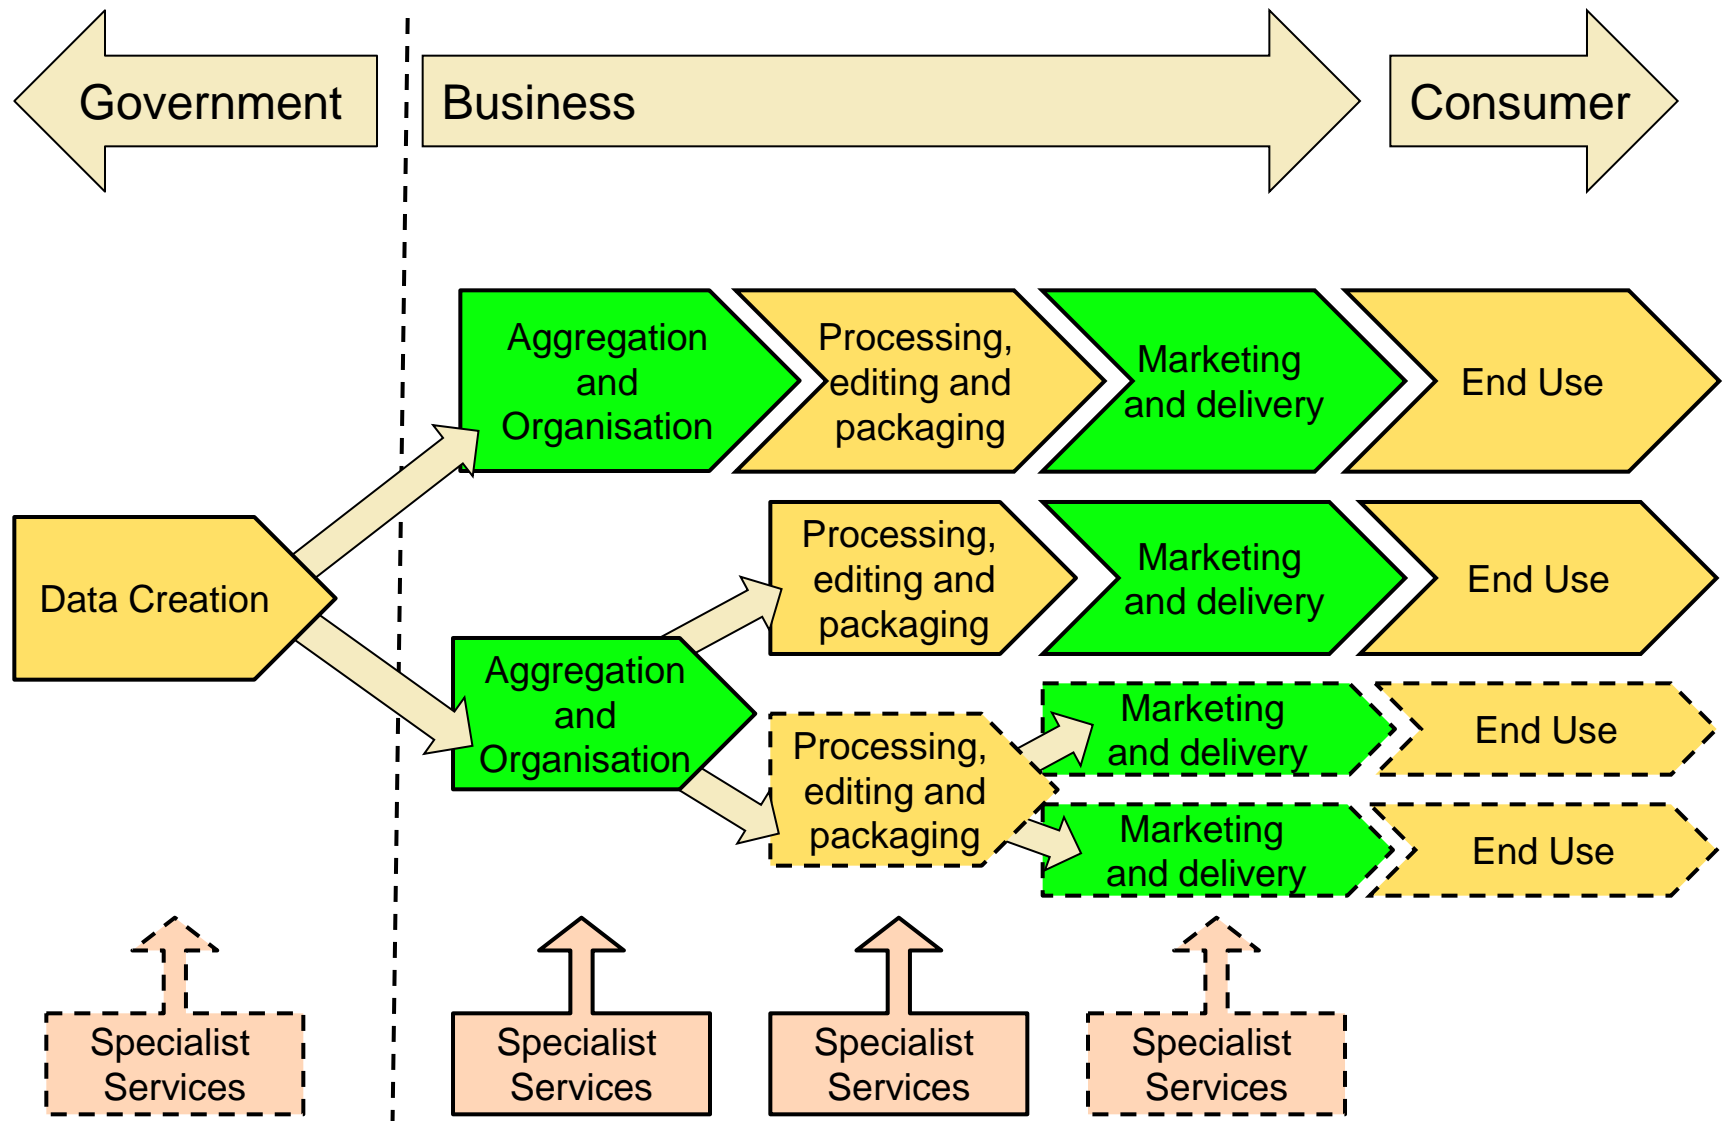 Government
Business
Consumer
Aggregation
and
Organisation
Processing,
editing and
packaging
Marketing
and delivery
End Use
Data Creation
Processing,
editing and
packaging
Marketing
and delivery
End Use
Aggregation
and
Organisation
Processing,
editing and
packaging
Marketing
and delivery
End Use
Marketing
and delivery
End Use
Specialist
Services
Specialist
Services
Specialist
Services
Specialist
Services